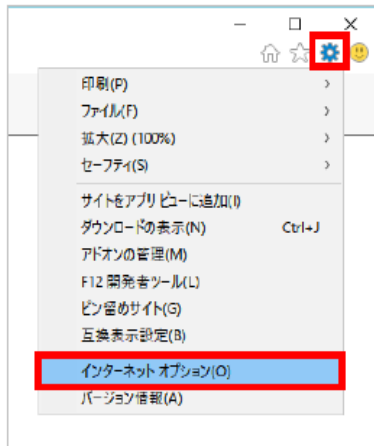 印刷(P)
ファイル(F)
拡大(Z) (100%)
セーフティ(S)
サイトをアプリ ビューに追加(I)
ダウンロードの表示(N) Ctrl+J
アドオンの管理(M)
F12 開発者ツール(L)
ピン留めサイト(G)
互換表示設定(B)
インターネット オプション(O)
バージョン情報(A)